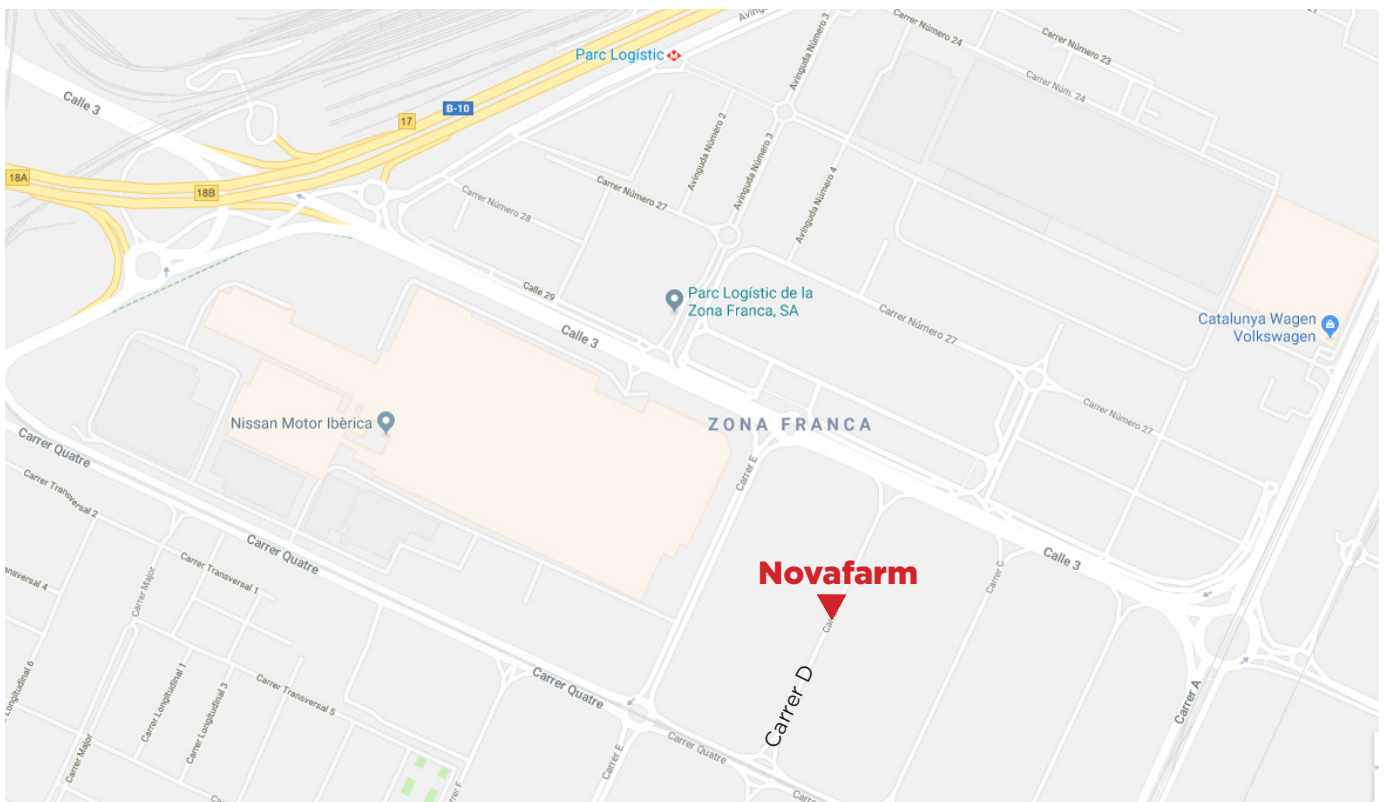 Avinguda Número 3
Carrer Número 24
Carrer Número 23
21
Parc Logístic
M
Avinguda Número 3
Carrer Núm. 24
Calle 3
B-10
17
Avinguda Número 2
Avinguda Número 3
Avinguda Número 4
18A
18B
Carrer Número 27
Carrer Número 28
Calle 29
Parc Logístic de la
Zona Franca, SA
Calle 3
Carrer Número 27
Catalunya Wagen
Volkswagen
Nissan Motor Ibèrica
ZONA FRANCA
Carrer Número 27
Carrer Quatre
Carrer E
Carrer Transversal 2
Carrer Quatre
Calle 3
Carrer C
Novafarm
Carrer Transversal 1
Carrer Major
Carrer D
Carrer Quatre
Carrer Longitudinal 1
Carrer Longitudinal 3
Carrer Transversal 5
Carrer A
Carrer Quatre
Carrer E
Carrer Major